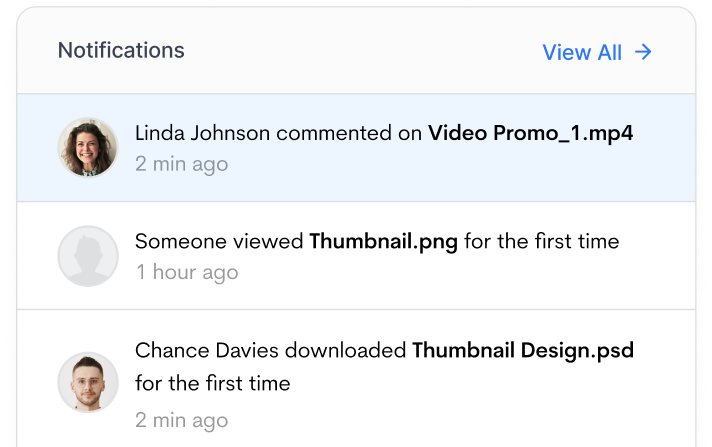 Notifications
View All →
Linda Johnson commented on Video Promo_1.mp4
2 min ago
Someone viewed Thumbnail.png for the first time
1 hour ago
Chance Davies downloaded Thumbnail Design.psd
for the first time
2 min ago